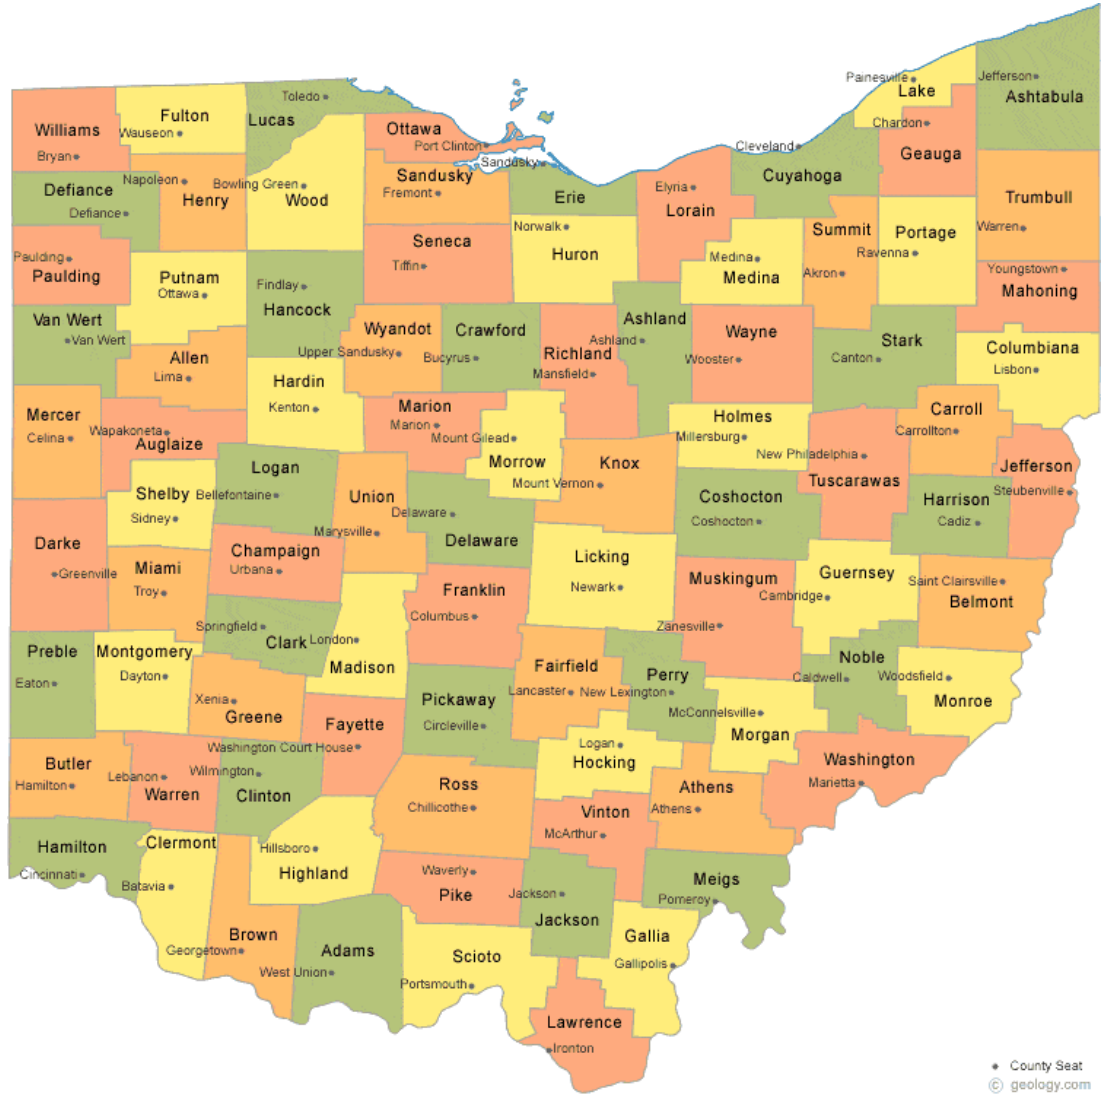 Painesville
Lake
Jefferson
Ashtabula
Toledo
Lucas
Fulton
Wauseon
Williams
Bryan
Ottawa
Port Clinton
Chardon
Geauga
Cleveland
Cuyahoga
Sandusky
Sandusky
Fremont
Erie
Elyria
Lorain
Defiance
Defiance
Napoleon
Henry
Bowling Green
Wood
Trumbull
Warren
Norwalk
Huron
Summit
Akron
Portage
Ravenna
Seneca
Tiffin
Medina
Medina
Paulding
Paulding
Putnam
Ottawa
Findlay
Hancock
Youngstown
Mahoning
Van Wert
Van Wert
Wyandot
Upper Sandusky
Crawford
Bucyrus
Richland
Mansfield
Ashland
Ashland
Wayne
Wooster
Stark
Canton
Columbiana
Lisbon
Allen
Lima
Hardin
Kenton
Mercer
Celina
Wapakoneta
Auglaize
Marion
Marion
Mount Gilead
Morrow
Holmes
Millersburg
Carroll
Carrollton
New Philadelphia
Tuscarawas
Jefferson
Steubenville
Logan
Bellefontaine
Shelby
Sidney
Union
Marysville
Delaware
Delaware
Knox
Mount Vernon
Coshocton
Coshocton
Harrison
Cadiz
Darke
Greenville
Miami
Troy
Champaign
Urbana
Licking
Newark
Franklin
Columbus
Muskingum
Zanesville
Guernsey
Cambridge
Saint Clairsville
Belmont
Springfield
Clark
London
Madison
Preble
Eaton
Montgomery
Dayton
Fairfield
Lancaster
Perry
New Lexington
Noble
Caldwell
Woodsfield
Monroe
Xenia
Greene
Fayette
Washington Court House
Pickaway
Circleville
McConnelsville
Morgan
Logan
Hocking
Washington
Marietta
Butler
Hamilton
Lebanon
Warren
Wilmington
Clinton
Ross
Chillicothe
Athens
Athens
Vinton
McArthur
Hamilton
Cincinnati
Clermont
Batavia
Hillsboro
Highland
Waverly
Pike
Jackson
Jackson
Meigs
Pomeroy
Brown
Georgetown
Adams
West Union
Scioto
Portsmouth
Gallia
Gallipolis
Lawrence
Ironton
County Seat
© geology.com